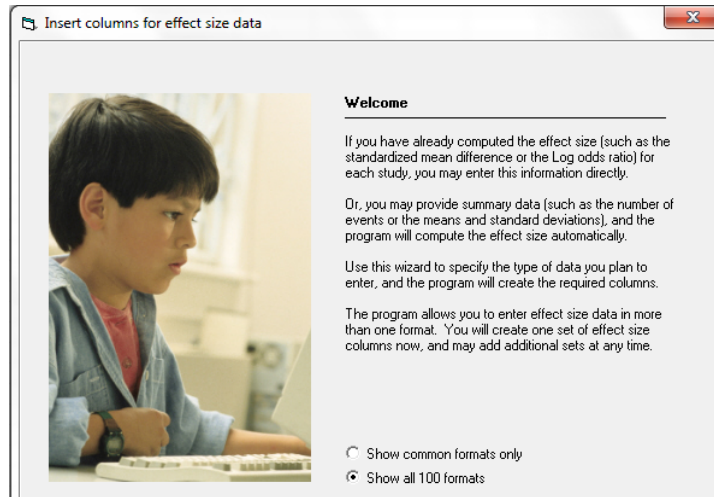 Insert columns for effect size data
Welcome
If you have already computed the effect size (such as the
standardized mean difference or the Log odds ratio) for
each study, you may enter this information directly.
Or, you may provide summary data (such as the number of
events or the means and standard deviations), and the
program will compute the effect size automatically.
Use this wizard to specify the type of data you plan to
enter, and the program will create the required columns.
The program allows you to enter effect size data in more
than one format. You will create one set of effect size
columns now, and may add additional sets at any time.
Show common formats only
Show all 100 formats